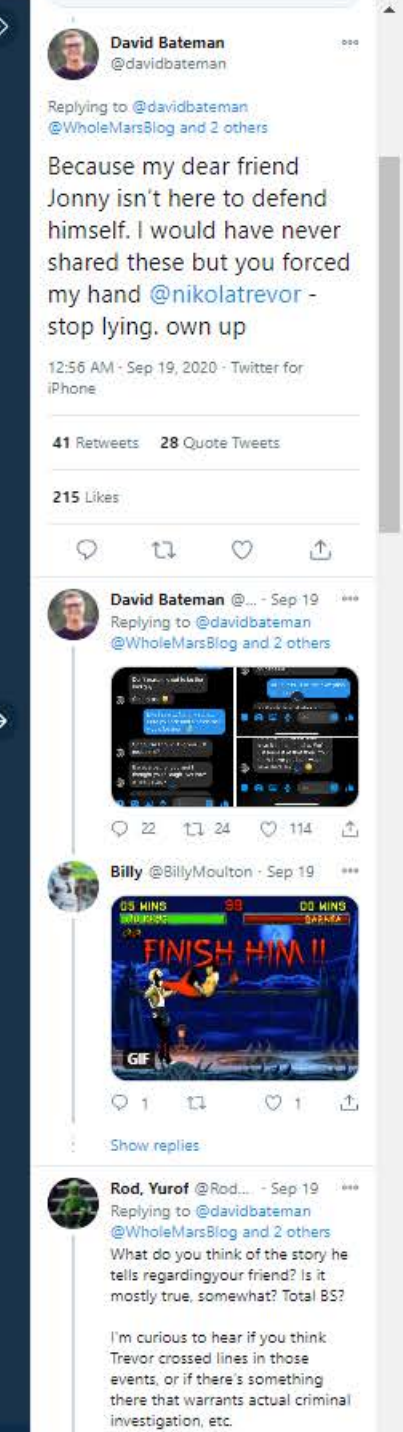 David Bateman
@davidbateman
Replying to @davidbateman
@WholeMarsBlog and 2 others
Because my dear friend
Jonny isn't here to defend
himself. I would have never
shared these but you forced
my hand @nikolatrevor -
stop lying. own up
12:56 AM · Sep 19, 2020 · Twitter for
iPhone
41 Retweets 28 Quote Tweets
215 Likes
David Bateman @... · Sep 19
Replying to @davidbateman
@WholeMarsBlog and 2 others
22 24 114
Billy @BillyMoulton · Sep 19
05 WINS 98 00 WINS
FINISH HIM !!
GIF
1 1
Show replies
Rod, Yurof @Rod... · Sep 19
Replying to @davidbateman
@WholeMarsBlog and 2 others
What do you think of the story he
tells regardingyour friend? Is it
mostly true, somewhat? Total BS?
I'm curious to hear if you think
Trevor crossed lines in those
events, or if there's something
there that warrants actual criminal
investigation, etc.